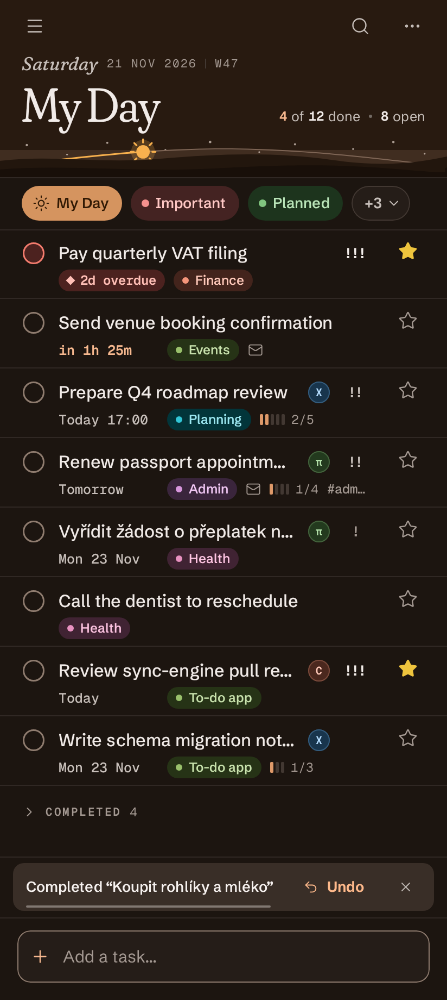 Saturday 21 NOV 2026 | W47
My Day
4 of 12 done • 8 open
My Day
Important
Planned
+3
Pay quarterly VAT filing !!!
2d overdue Finance
Send venue booking confirmation
in 1h 25m Events
Prepare Q4 roadmap review X !!
Today 17:00 Planning 2/5
Renew passport appointm… π !!
Tomorrow Admin 1/4 #adm…
Vyřídit žádost o přeplatek n… π !
Mon 23 Nov Health
Call the dentist to reschedule
Health
Review sync-engine pull re… C !!!
Today To-do app
Write schema migration not… X
Mon 23 Nov To-do app 1/3
COMPLETED 4
Completed “Koupit rohlíky a mléko” Undo
Add a task…